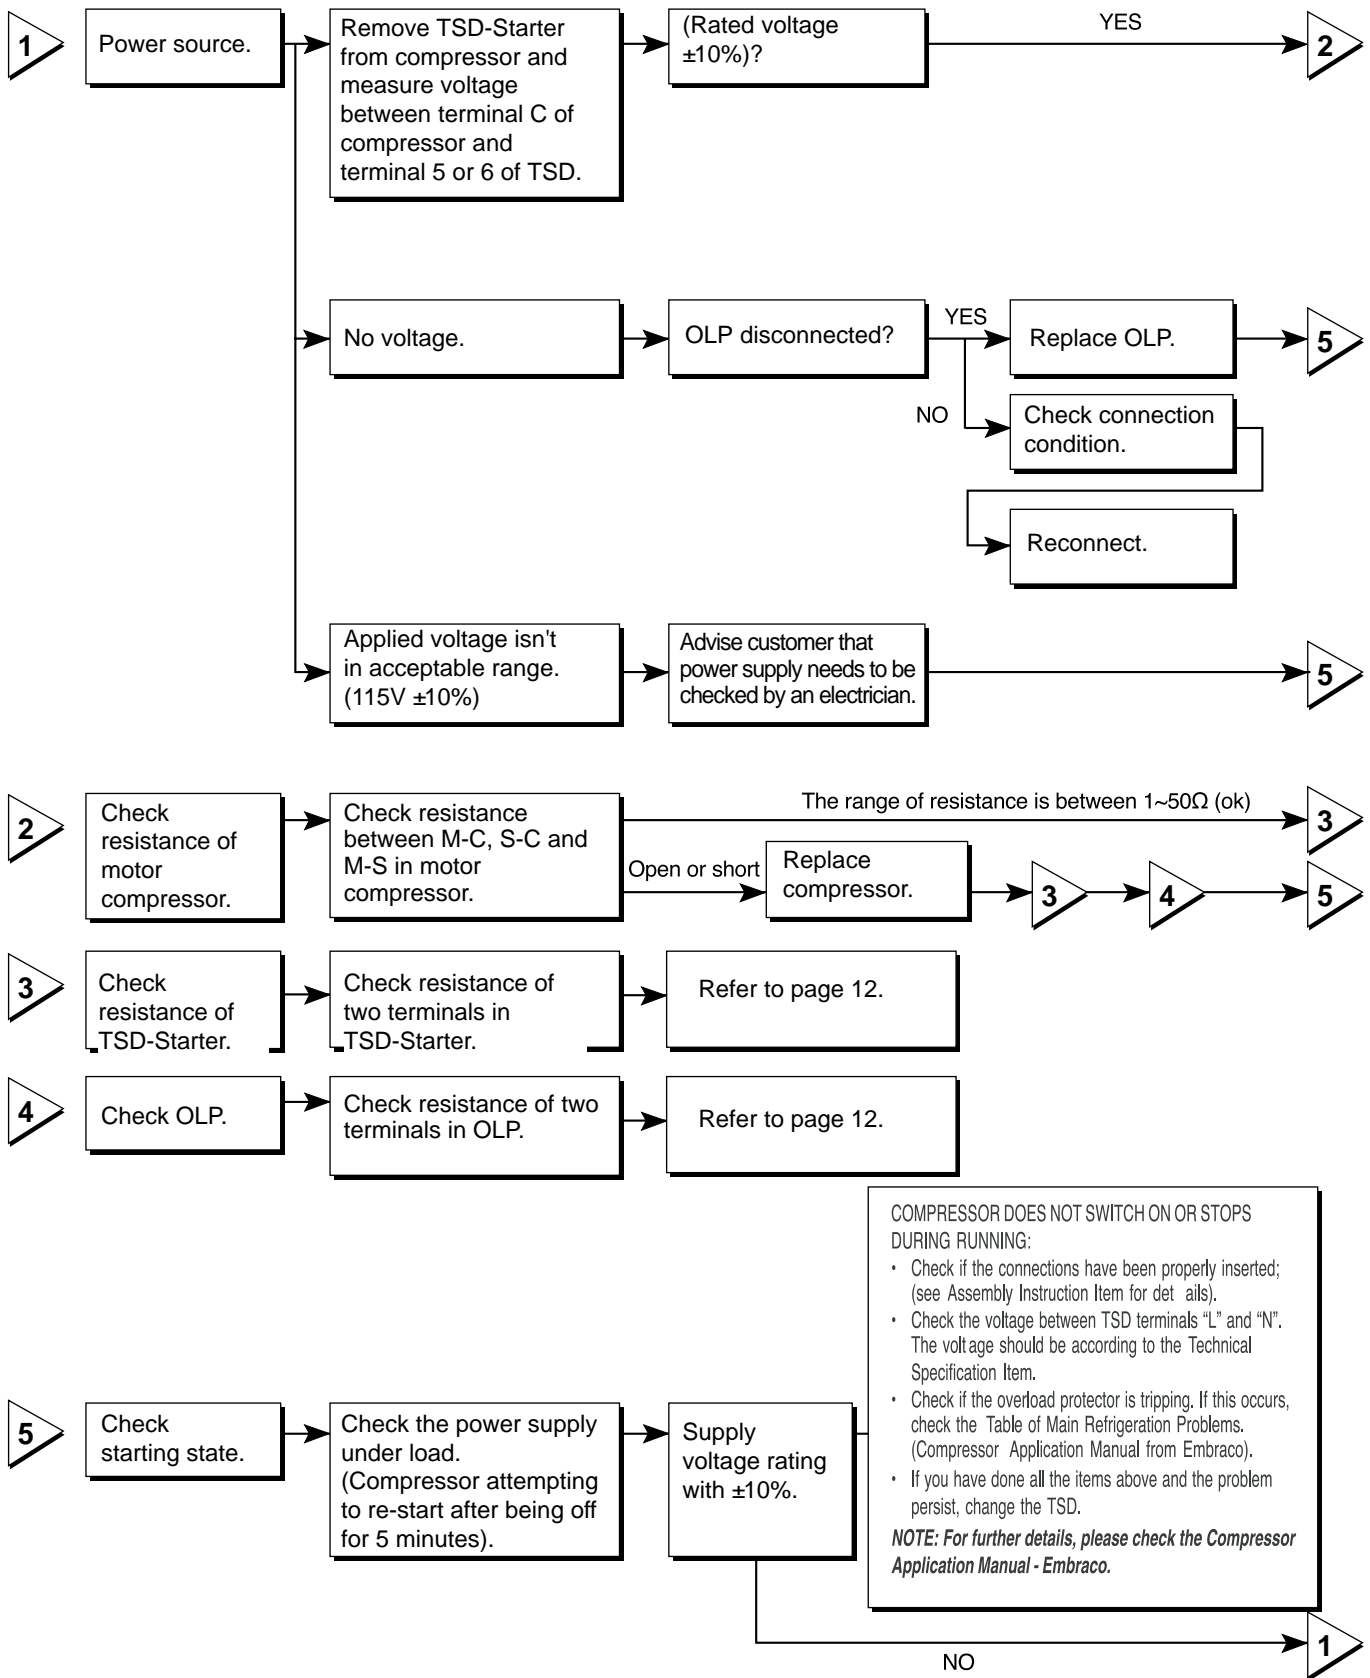 1
Power source.
Remove TSD-Starter
from compressor and
measure voltage
between terminal C of
compressor and
terminal 5 or 6 of TSD.
(Rated voltage
±10%)?
YES
2
No voltage.
OLP disconnected?
YES
Replace OLP.
5
NO
Check connection
condition.
Reconnect.
Applied voltage isn't
in acceptable range.
(115V ±10%)
Advise customer that
power supply needs to be
checked by an electrician.
5
2
Check
resistance of
motor
compressor.
Check resistance
between M-C, S-C and
M-S in motor
compressor.
The range of resistance is between 1~50Ω (ok)
3
Open or short
Replace
compressor.
3
4
5
3
Check
resistance of
TSD-Starter.
Check resistance of
two terminals in
TSD-Starter.
Refer to page 12.
4
Check OLP.
Check resistance of two
terminals in OLP.
Refer to page 12.
5
Check
starting state.
Check the power supply
under load.
(Compressor attempting
to re-start after being off
for 5 minutes).
Supply
voltage rating
with ±10%.
COMPRESSOR DOES NOT SWITCH ON OR STOPS
DURING RUNNING:
• Check if the connections have been properly inserted;
(see Assembly Instruction Item for det ails).
• Check the voltage between TSD terminals “L” and “N”.
The volt age should be according to the Technical
Specification Item.
• Check if the overload protector is tripping. If this occurs,
check the Table of Main Refrigeration Problems.
(Compressor Application Manual from Embraco).
• If you have done all the items above and the problem
persist, change the TSD.
NOTE: For further details, please check the Compressor
Application Manual - Embraco.
NO
1